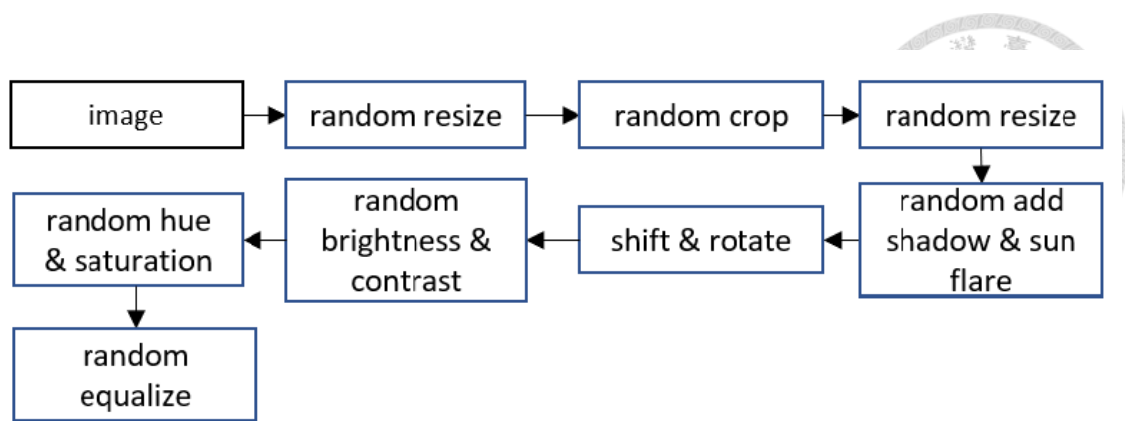 image
random resize
random crop
random resize
random add
shadow & sun
flare
shift & rotate
random
brightness &
contrast
random hue
& saturation
random
equalize